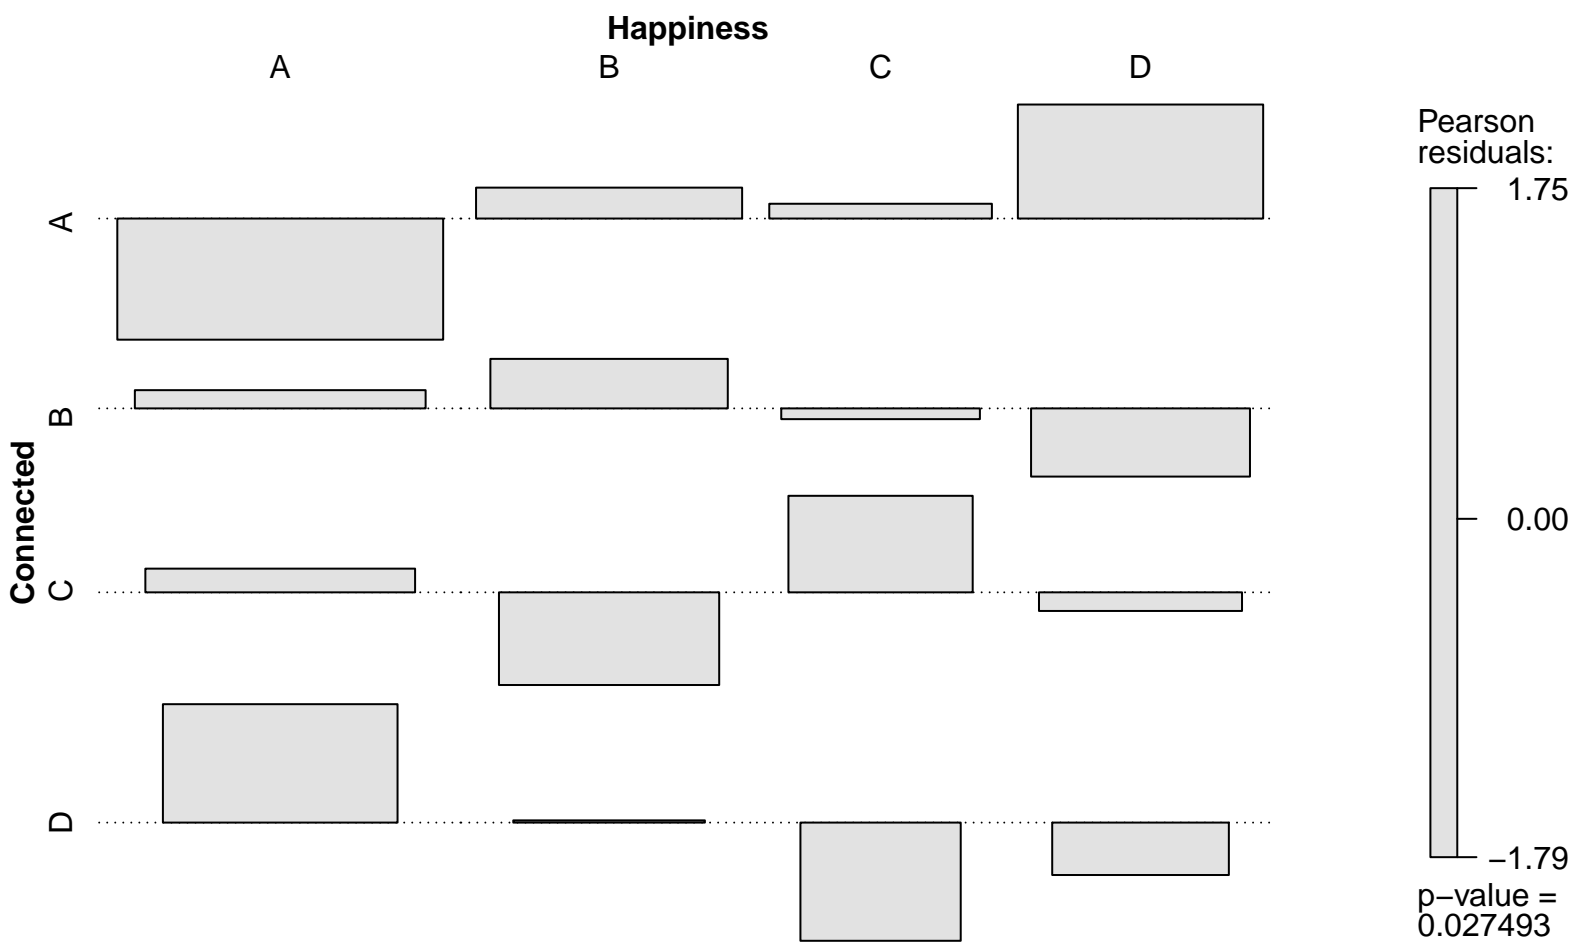 Happiness
A B C D
Connected
A
B
C
D
Pearson
residuals:
1.75
0.00
−1.79
p−value =
0.027493